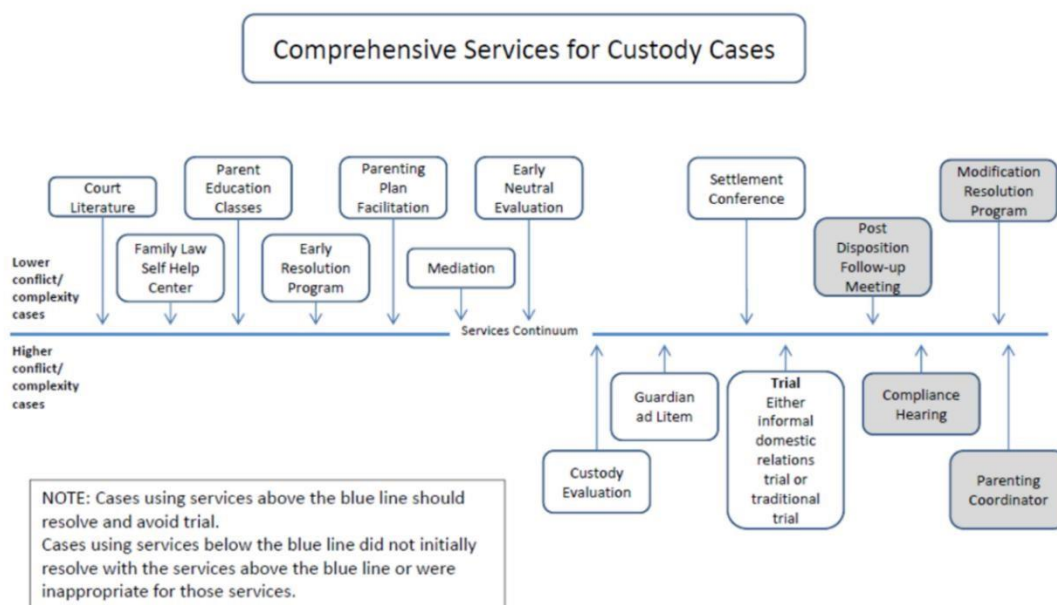 Comprehensive Services for Custody Cases
Court
Literature
Family Law
Self Help
Center
Parent
Education
Classes
Early
Resolution
Program
Parenting
Plan
Facilitation
Mediation
Early
Neutral
Evaluation
Settlement
Conference
Post
Disposition
Follow-up
Meeting
Modification
Resolution
Program
Lower
conflict/
complexity
cases
Services Continuum
Higher
conflict/
complexity
cases
Custody
Evaluation
Guardian
ad Litem
Trial
Either
informal
domestic
relations
trial or
traditional
trial
Compliance
Hearing
Parenting
Coordinator
NOTE: Cases using services above the blue line should
resolve and avoid trial.
Cases using services below the blue line did not initially
resolve with the services above the blue line or were
inappropriate for those services.